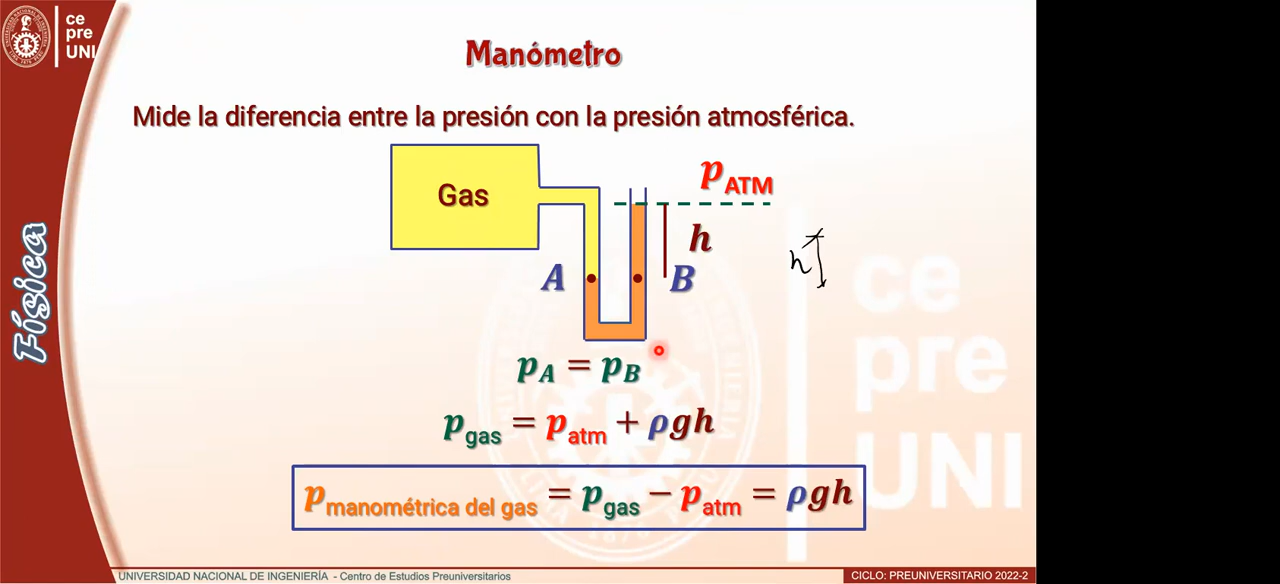 ce
pre
UNI
Manómetro
Mide la diferencia entre la presión con la presión atmosférica.
Gas
p_ATM
h
h
A
B
ce
pre
UNI
p_A = p_B
p_gas = p_atm + ρgh
p_manométrica del gas = p_gas − p_atm = ρgh
Física
UNIVERSIDAD NACIONAL DE INGENIERÍA - Centro de Estudios Preuniversitarios
CICLO: PREUNIVERSITARIO 2022-2